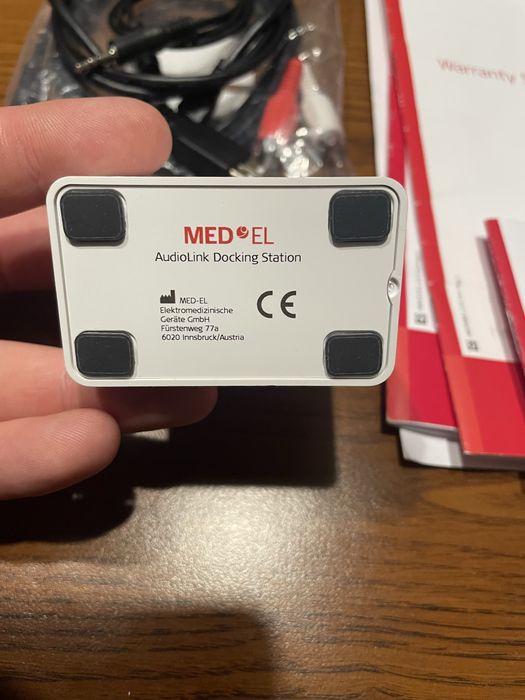 Warranty
MED-EL
AudioLink Docking Station
MED-EL
Elektromedizinische
Geräte GmbH
Fürstenweg 77a
6020 Innsbruck/Austria
CE